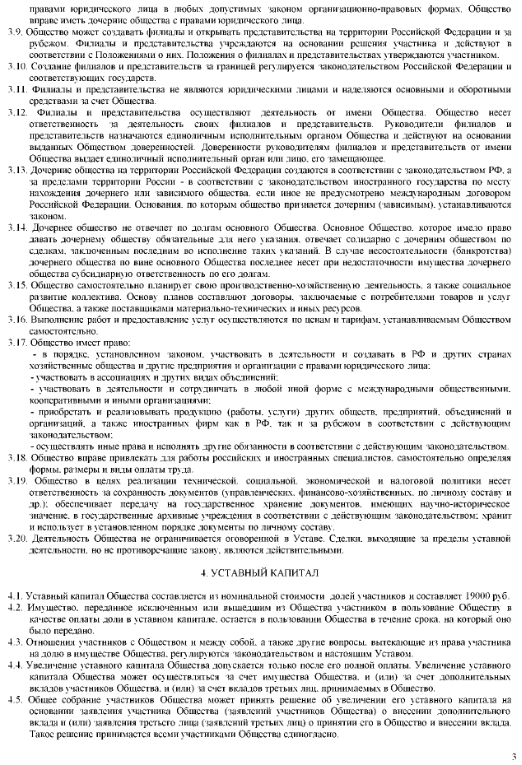 правами юридического лица в любых допустимых законом организационно-правовых формах. Общество
вправе иметь дочерние общества с правами юридического лица.
3.9. Общество может создавать филиалы и открывать представительства на территории Российской Федерации и за
рубежом. Филиалы и представительства учреждаются на основании решения участника и действуют в
соответствии с Положениями о них. Положения о филиалах и представительствах утверждаются участником.
3.10. Создание филиалов и представительств за границей регулируется законодательством Российской Федерации и
соответствующих государств.
3.11. Филиалы и представительства не являются юридическими лицами и наделяются основными и оборотными
средствами за счет Общества.
3.12. Филиалы и представительства осуществляют деятельность от имени Общества. Общество несет
ответственность за деятельность своих филиалов и представительств. Руководители филиалов и
представительств назначаются единоличным исполнительным органом Общества и действуют на основании
выданных Обществом доверенностей. Доверенности руководителям филиалов и представительств от имени
Общества выдает единоличный исполнительный орган или лицо, его замещающее.
3.13. Дочерние общества на территории Российской Федерации создаются в соответствии с законодательством РФ, а
за пределами территории России - в соответствии с законодательством иностранного государства по месту
нахождения дочернего или зависимого общества, если иное не предусмотрено международным договором
Российской Федерации. Основания, по которым общество признается дочерним (зависимым), устанавливаются
законом.
3.14. Дочернее общество не отвечает по долгам основного Общества. Основное Общество, которое имело право
давать дочернему обществу обязательные для него указания, отвечает солидарно с дочерним обществом по
сделкам, заключенным последним во исполнение таких указаний. В случае несостоятельности (банкротства)
дочернего общества по вине основного Общества последнее несет при недостаточности имущества дочернего
общества субсидиарную ответственность по его долгам.
3.15. Общество самостоятельно планирует свою производственно-хозяйственную деятельность, а также социальное
развитие коллектива. Основу планов составляют договоры, заключаемые с потребителями товаров и услуг
Общества, а также поставщиками материально-технических и иных ресурсов.
3.16. Выполнение работ и предоставление услуг осуществляются по ценам и тарифам, устанавливаемым Обществом
самостоятельно.
3.17. Общество имеет право:
- в порядке, установленном законом, участвовать в деятельности и создавать в РФ и других странах
хозяйственные общества и другие предприятия и организации с правами юридического лица;
- участвовать в ассоциациях и других видах объединений;
- участвовать в деятельности и сотрудничать в любой иной форме с международными общественными,
кооперативными и иными организациями;
- приобретать и реализовывать продукцию (работы, услуги) других обществ, предприятий, объединений и
организаций, а также иностранных фирм как в РФ, так и за рубежом в соответствии с действующим
законодательством;
- осуществлять иные права и исполнять другие обязанности в соответствии с действующим законодательством.
3.18. Общество вправе привлекать для работы российских и иностранных специалистов, самостоятельно определяя
формы, размеры и виды оплаты труда.
3.19. Общество в целях реализации технической, социальной, экономической и налоговой политики несет
ответственность за сохранность документов (управленческих, финансово-хозяйственных, по личному составу и
др.); обеспечивает передачу на государственное хранение документов, имеющих научно-историческое
значение, в государственные архивные учреждения в соответствии с действующим законодательством; хранит
и использует в установленном порядке документы по личному составу.
3.20. Деятельность Общества не ограничивается оговоренной в Уставе. Сделки, выходящие за пределы уставной
деятельности, но не противоречащие закону, являются действительными.
4. УСТАВНЫЙ КАПИТАЛ
4.1. Уставный капитал Общества составляется из номинальной стоимости долей участников и составляет 19000 руб.
4.2. Имущество, переданное исключенным или вышедшим из Общества участником в пользование Обществу в
качестве оплаты доли в уставном капитале, остается в пользовании Общества в течение срока, на который оно
было передано.
4.3. Отношения участников с Обществом и между собой, а также другие вопросы, вытекающие из права участника
на долю в имуществе Общества, регулируются законодательством и настоящим Уставом.
4.4. Увеличение уставного капитала Общества допускается только после его полной оплаты. Увеличение уставного
капитала Общества может осуществляться за счет имущества Общества, и (или) за счет дополнительных
вкладов участников Общества, и (или) за счет вкладов третьих лиц, принимаемых в Общество.
4.5. Общее собрание участников Общества может принять решение об увеличении его уставного капитала на
основании заявления участника Общества (заявлений участников Общества) о внесении дополнительного
вклада и (или) заявления третьего лица (заявлений третьих лиц) о принятии его в Общество и внесении вклада.
Такое решение принимается всеми участниками Общества единогласно.
3